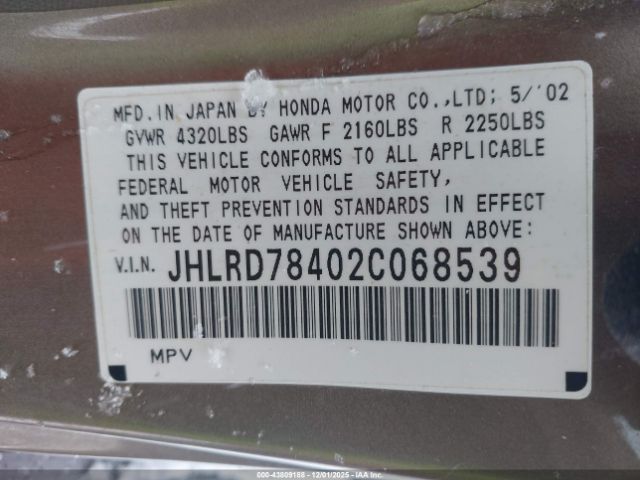 MFD.IN JAPAN BY HONDA MOTOR CO.,LTD; 5/'02
GVWR 4320LBS GAWR F 2160LBS R 2250LBS
THIS VEHICLE CONFORMS TO ALL APPLICABLE
FEDERAL MOTOR VEHICLE SAFETY,
AND THEFT PREVENTION STANDARDS IN EFFECT
ON THE DATE OF MANUFACTURE SHOWN ABOVE:
V.I.N. JHLRD78402C068539
MPV
000-43809188 - 12/01/2025 - IAAI.COM